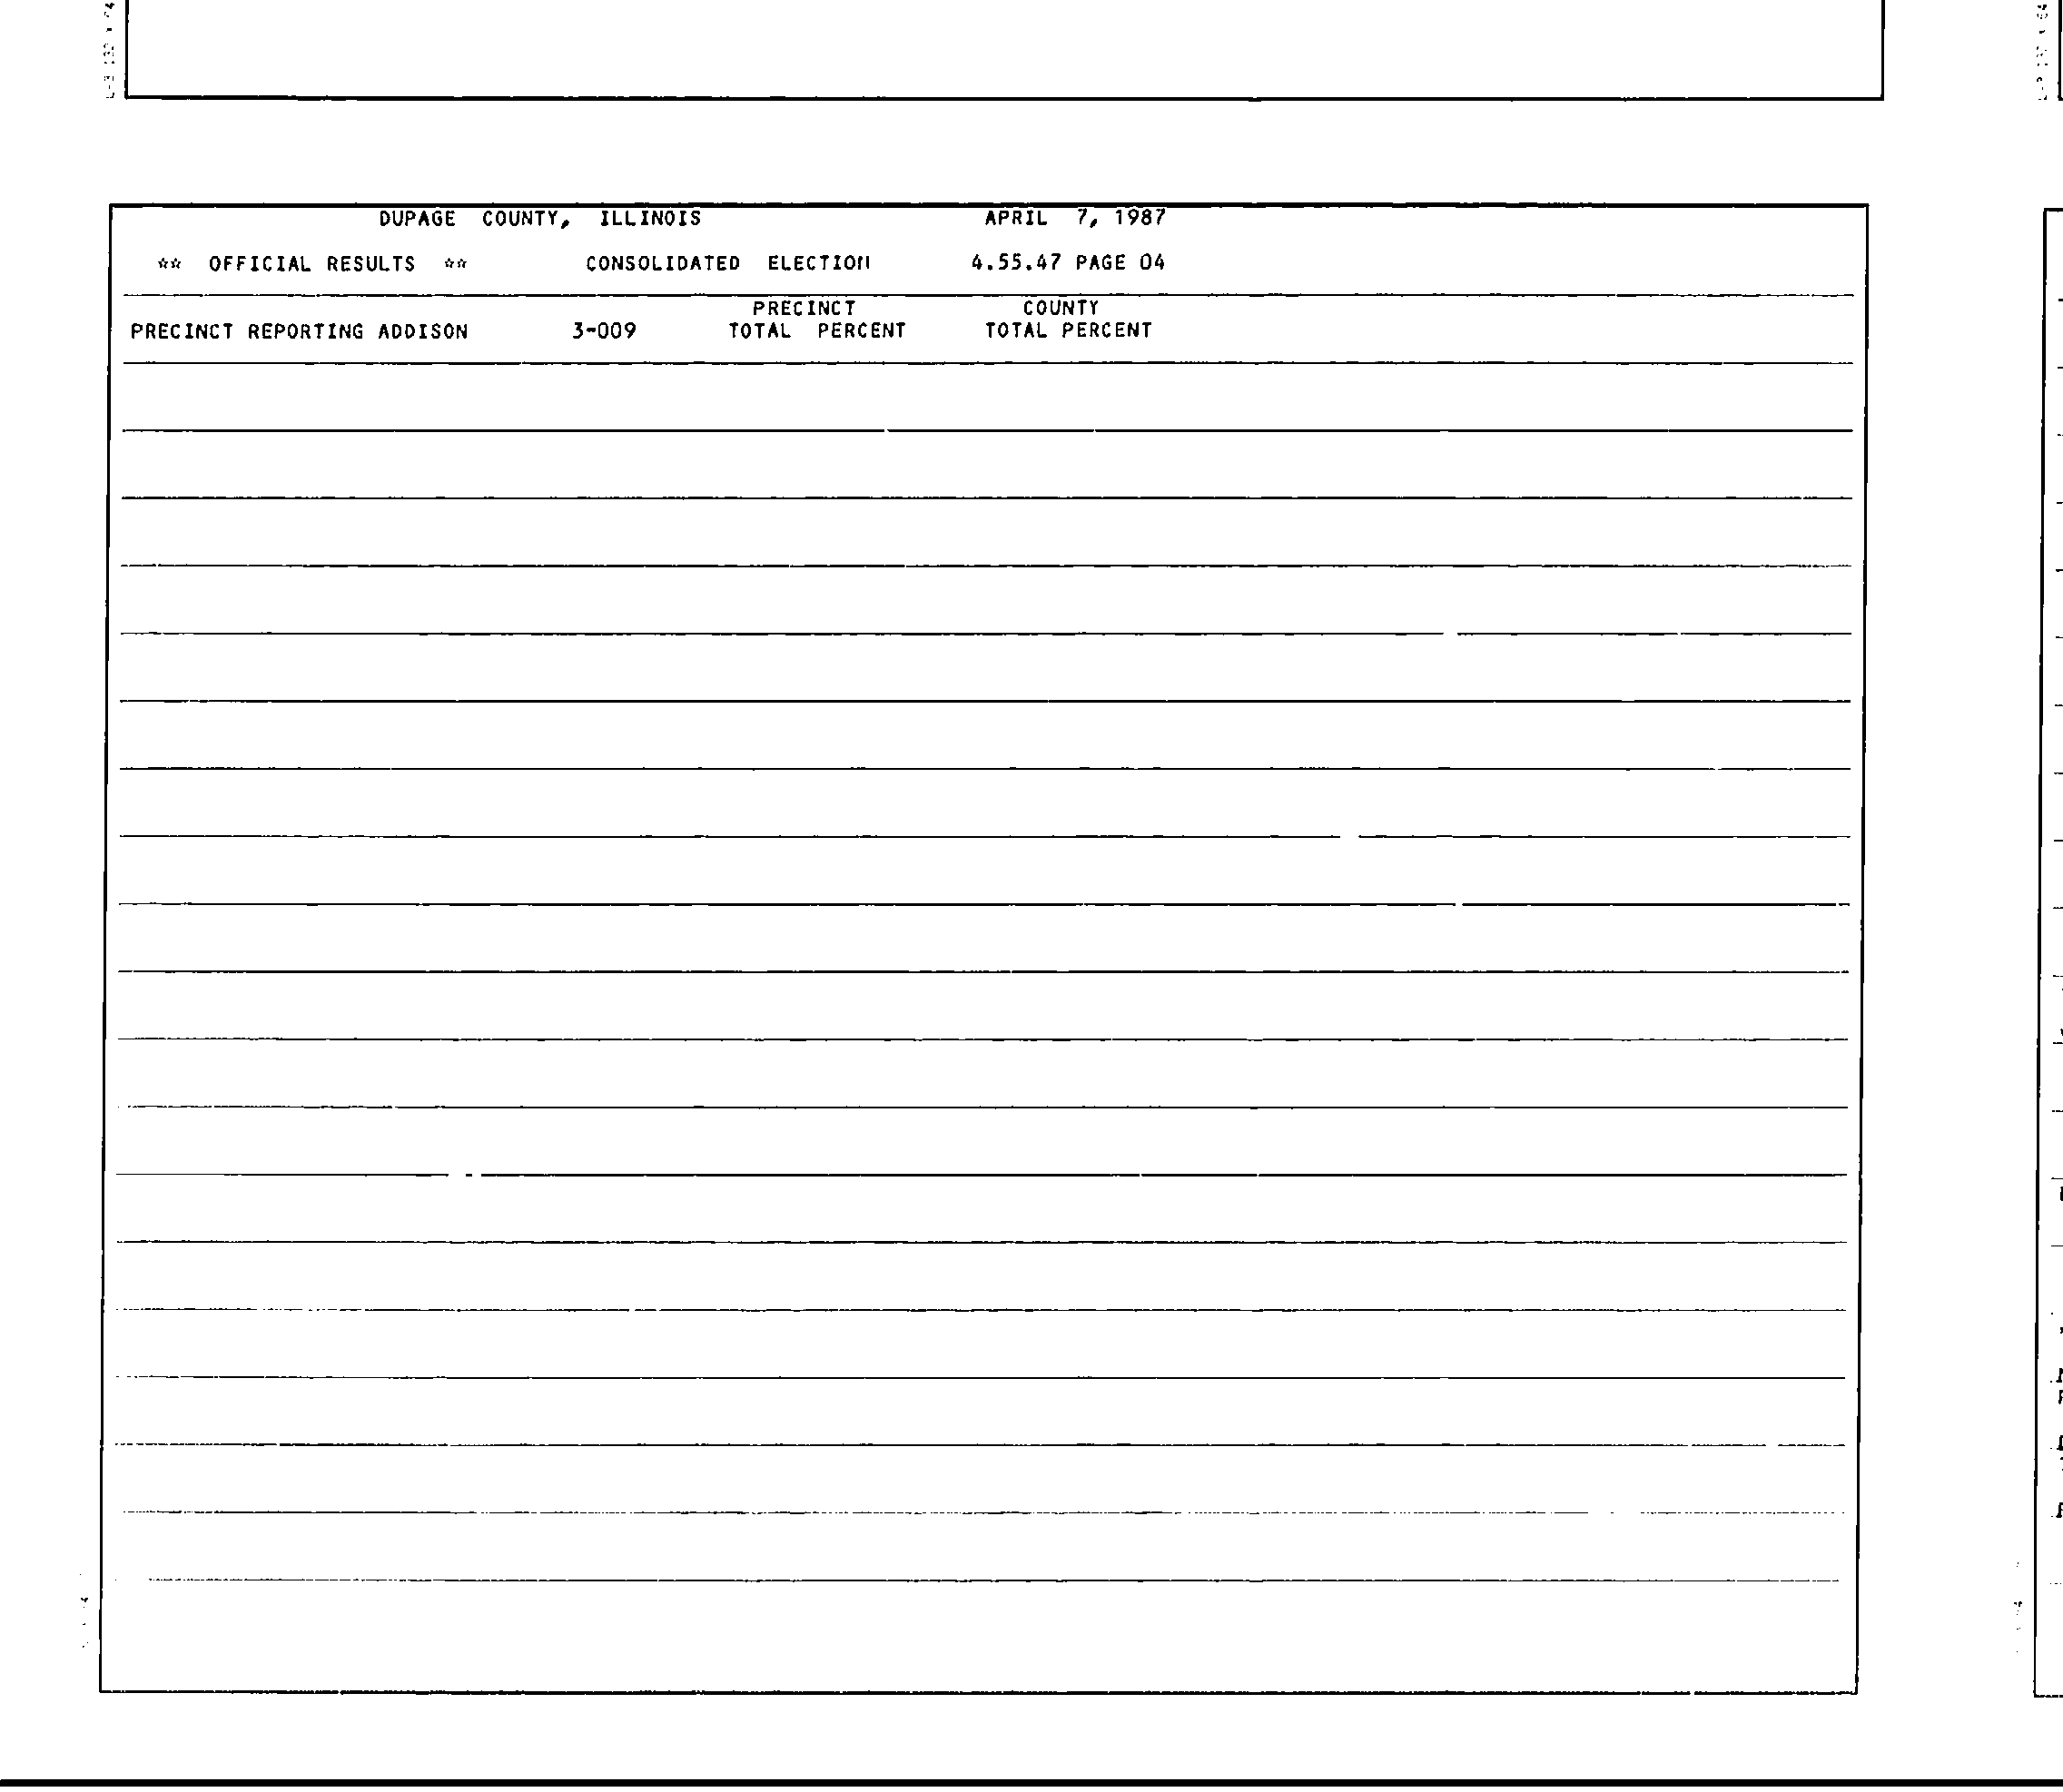 DUPAGE COUNTY, ILLINOIS APRIL 7, 1987
** OFFICIAL RESULTS ** CONSOLIDATED ELECTION 4.55.47 PAGE 04
PRECINCT COUNTY
PRECINCT REPORTING ADDISON 3-009 TOTAL PERCENT TOTAL PERCENT